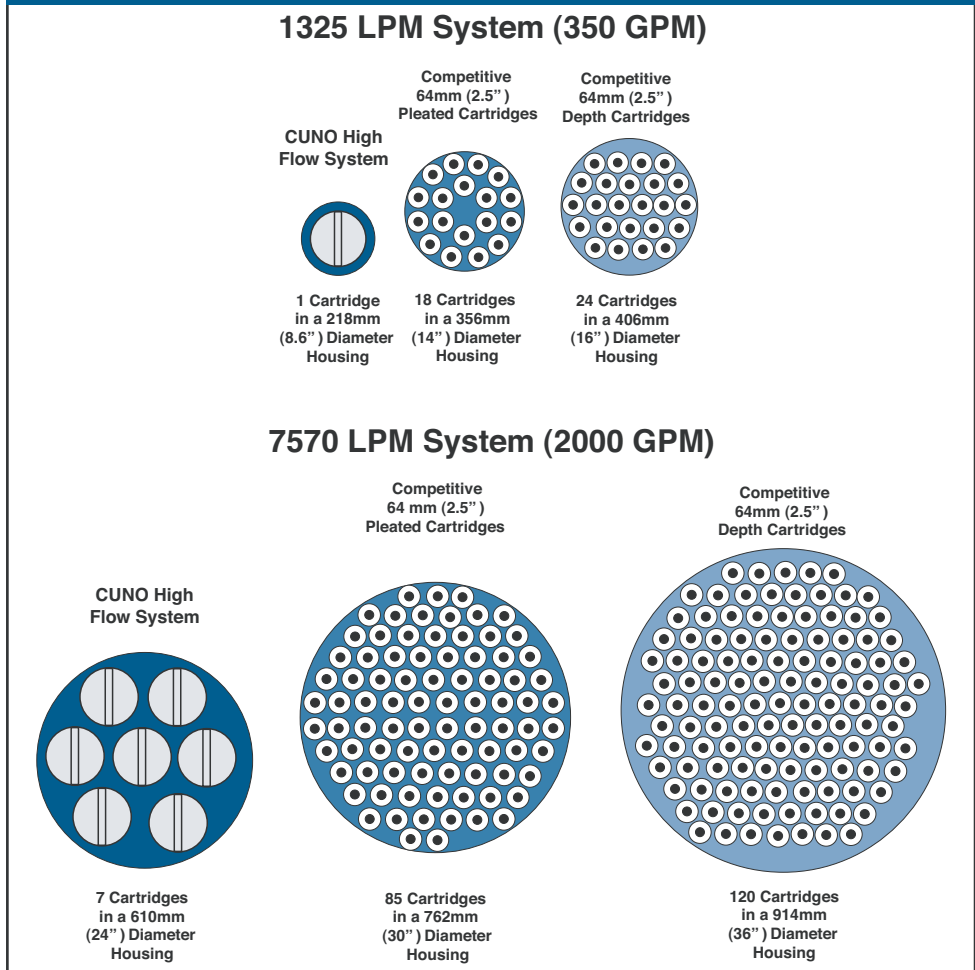 1325 LPM System (350 GPM)
CUNO High
Flow System
Competitive
64mm (2.5” )
Pleated Cartridges
Competitive
64mm (2.5” )
Depth Cartridges
1 Cartridge
in a 218mm
(8.6” ) Diameter
Housing
18 Cartridges
in a 356mm
(14” ) Diameter
Housing
24 Cartridges
in a 406mm
(16” ) Diameter
Housing
7570 LPM System (2000 GPM)
CUNO High
Flow System
Competitive
64 mm (2.5” )
Pleated Cartridges
Competitive
64mm (2.5” )
Depth Cartridges
7 Cartridges
in a 610mm
(24” ) Diameter
Housing
85 Cartridges
in a 762mm
(30” ) Diameter
Housing
120 Cartridges
in a 914mm
(36” ) Diameter
Housing